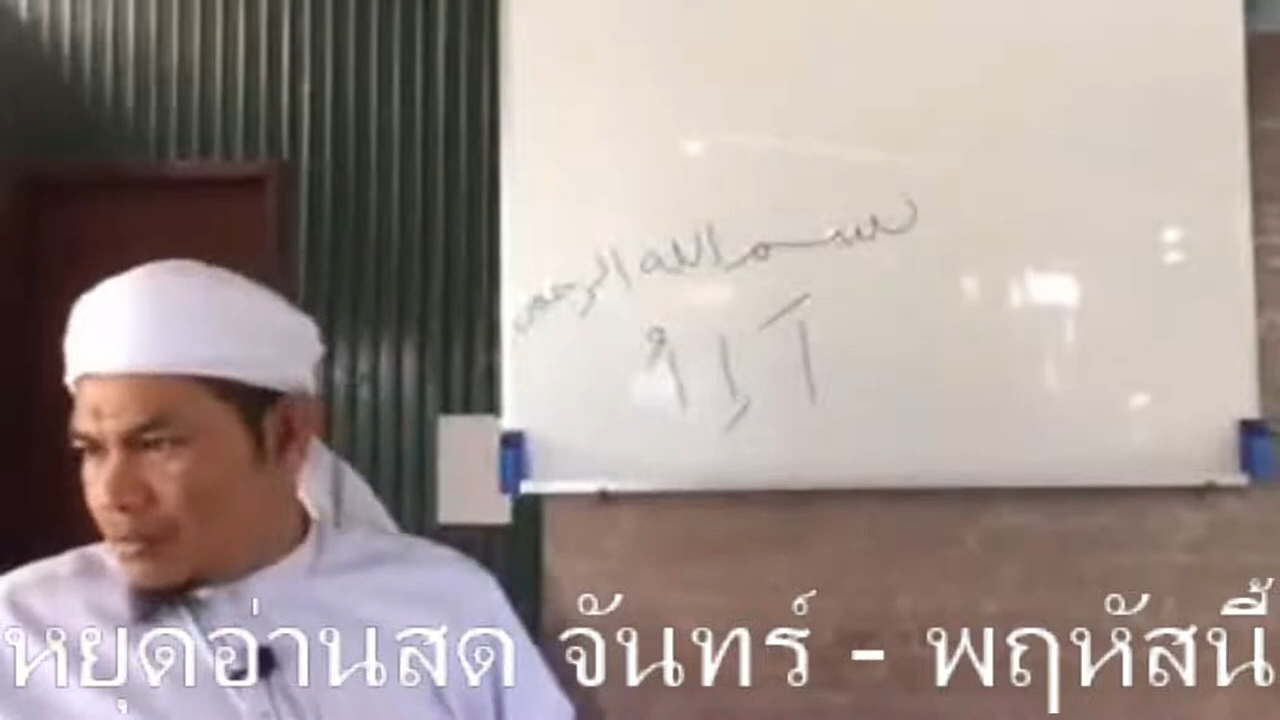 بسم الله الرحمن
اَ اِ اُ
หยุดอ่านสด จันทร์ - พฤหัสนี้